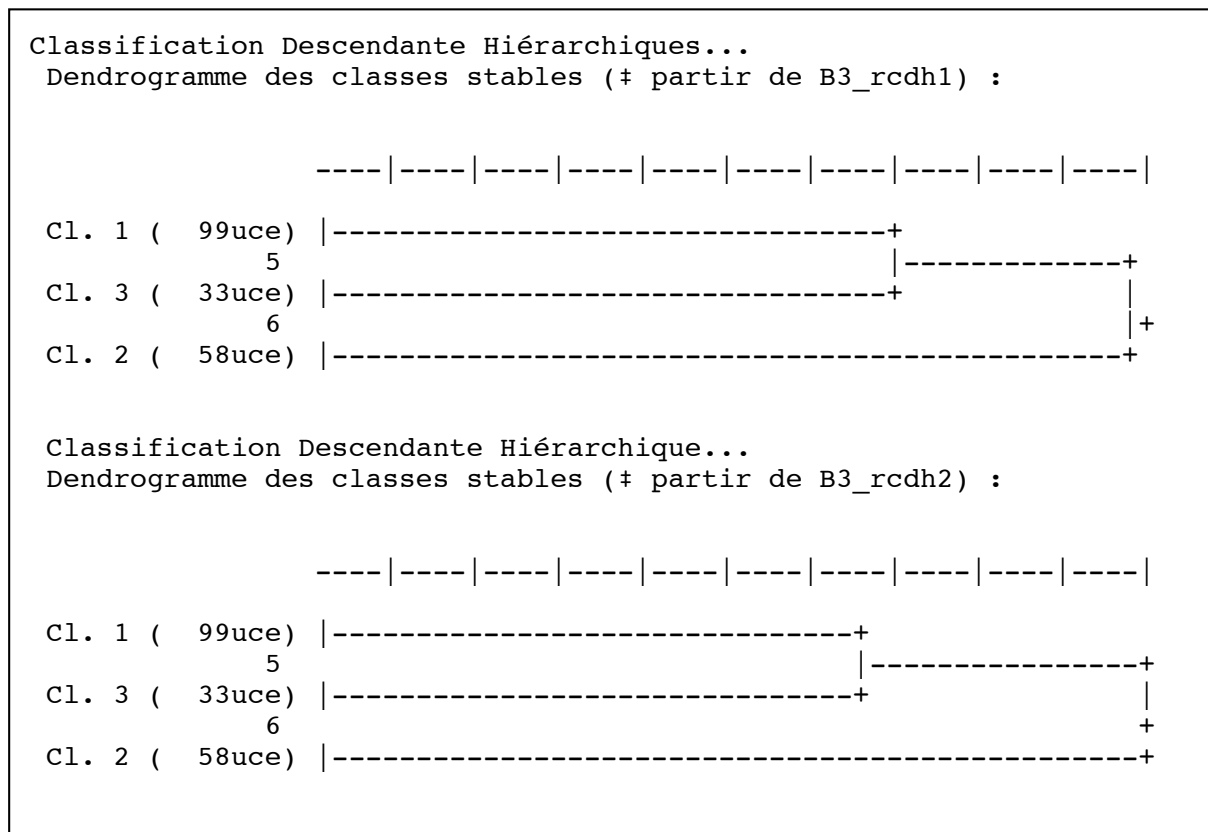 Classification Descendante Hiérarchiques...
Dendrogramme des classes stables (‡ partir de B3_rcdh1) :
----|----|----|----|----|----|----|----|----|----|
Cl. 1 (  99uce) |---------------------------------+
5                                     |-------------+
Cl. 3 (  33uce) |---------------------------------+             |
6                                                   |+
Cl. 2 (  58uce) |-----------------------------------------------+
Classification Descendante Hiérarchique...
Dendrogramme des classes stables (‡ partir de B3_rcdh2) :
----|----|----|----|----|----|----|----|----|----|
Cl. 1 (  99uce) |-------------------------------+
5                                   |----------------+
Cl. 3 (  33uce) |-------------------------------+                |
6                                                    +
Cl. 2 (  58uce) |------------------------------------------------+